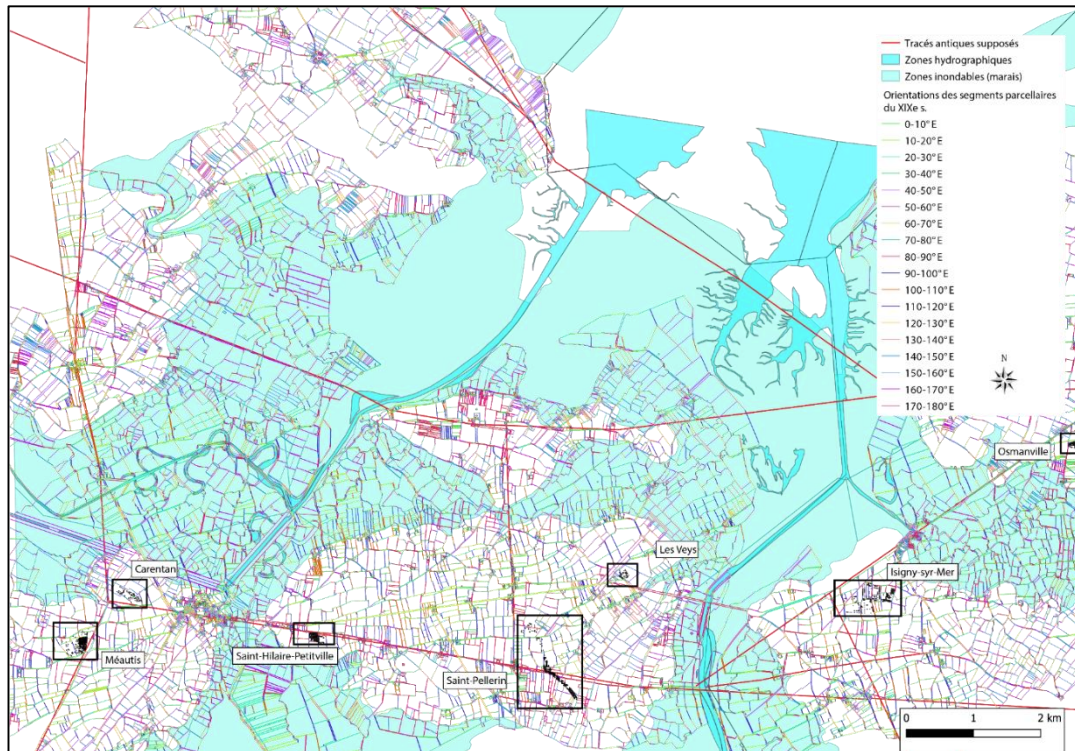 Tracés antiques supposés
Zones hydrographiques
Zones inondables (marais)
Orientations des segments parcellaires
du XIXe s.
0-10° E
10-20° E
20-30° E
30-40° E
40-50° E
50-60° E
60-70° E
70-80° E
80-90° E
90-100° E
100-110° E
110-120° E
120-130° E
130-140° E
140-150° E
150-160° E
160-170° E
170-180° E
N
Osmanville
Les Veys
Carentan
Isigny-syr-Mer
Méautis
Saint-Hilaire-Petitville
Saint-Pellerin
0 1 2 km